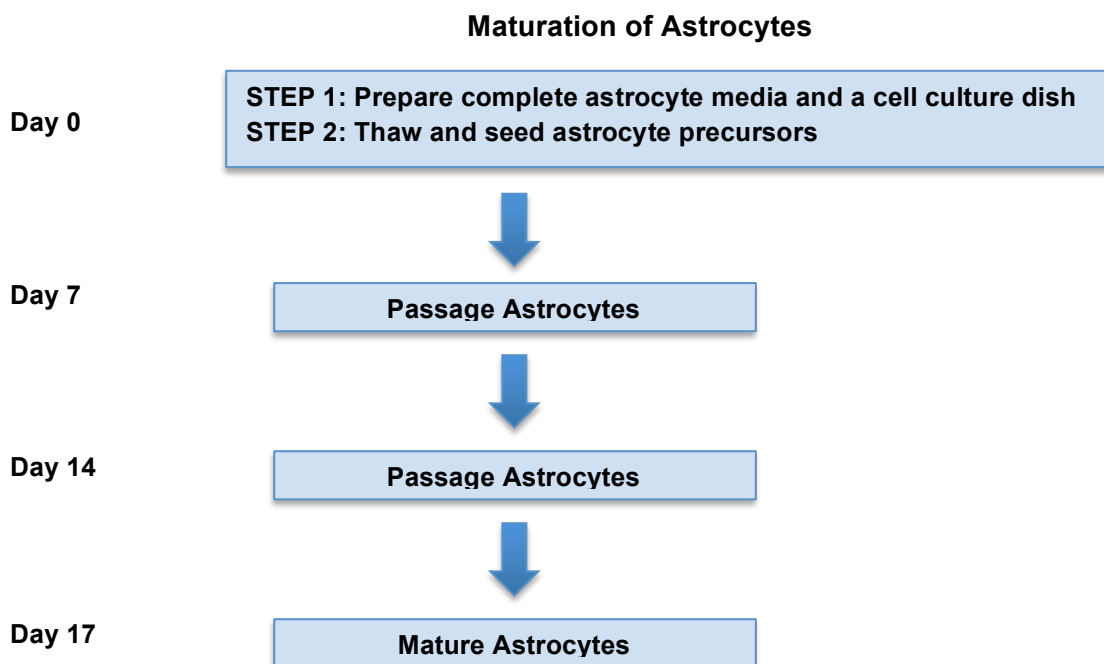 Maturation of Astrocytes
Day 0
STEP 1: Prepare complete astrocyte media and a cell culture dish
STEP 2: Thaw and seed astrocyte precursors
Day 7
Passage Astrocytes
Day 14
Passage Astrocytes
Day 17
Mature Astrocytes